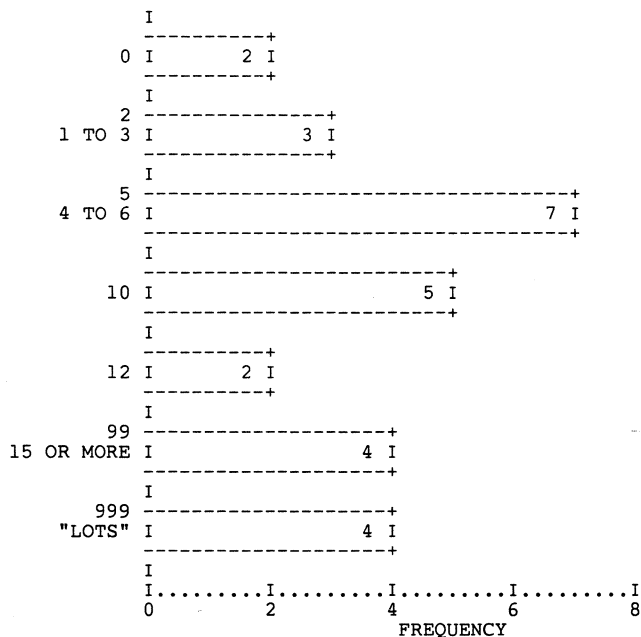 I
----------+
0 I 2 I
----------+
I
2 ---------------+
1 TO 3 I 3 I
---------------+
I
5 -----------------------------------+
4 TO 6 I 7 I
-----------------------------------+
I
-------------------------+
10 I 5 I
-------------------------+
I
----------+
12 I 2 I
----------+
I
99 --------------------+
15 OR MORE I 4 I
--------------------+
I
999 --------------------+
"LOTS" I 4 I
--------------------+
I
I.........I.........I.........I.........I
0 2 4 6 8
FREQUENCY